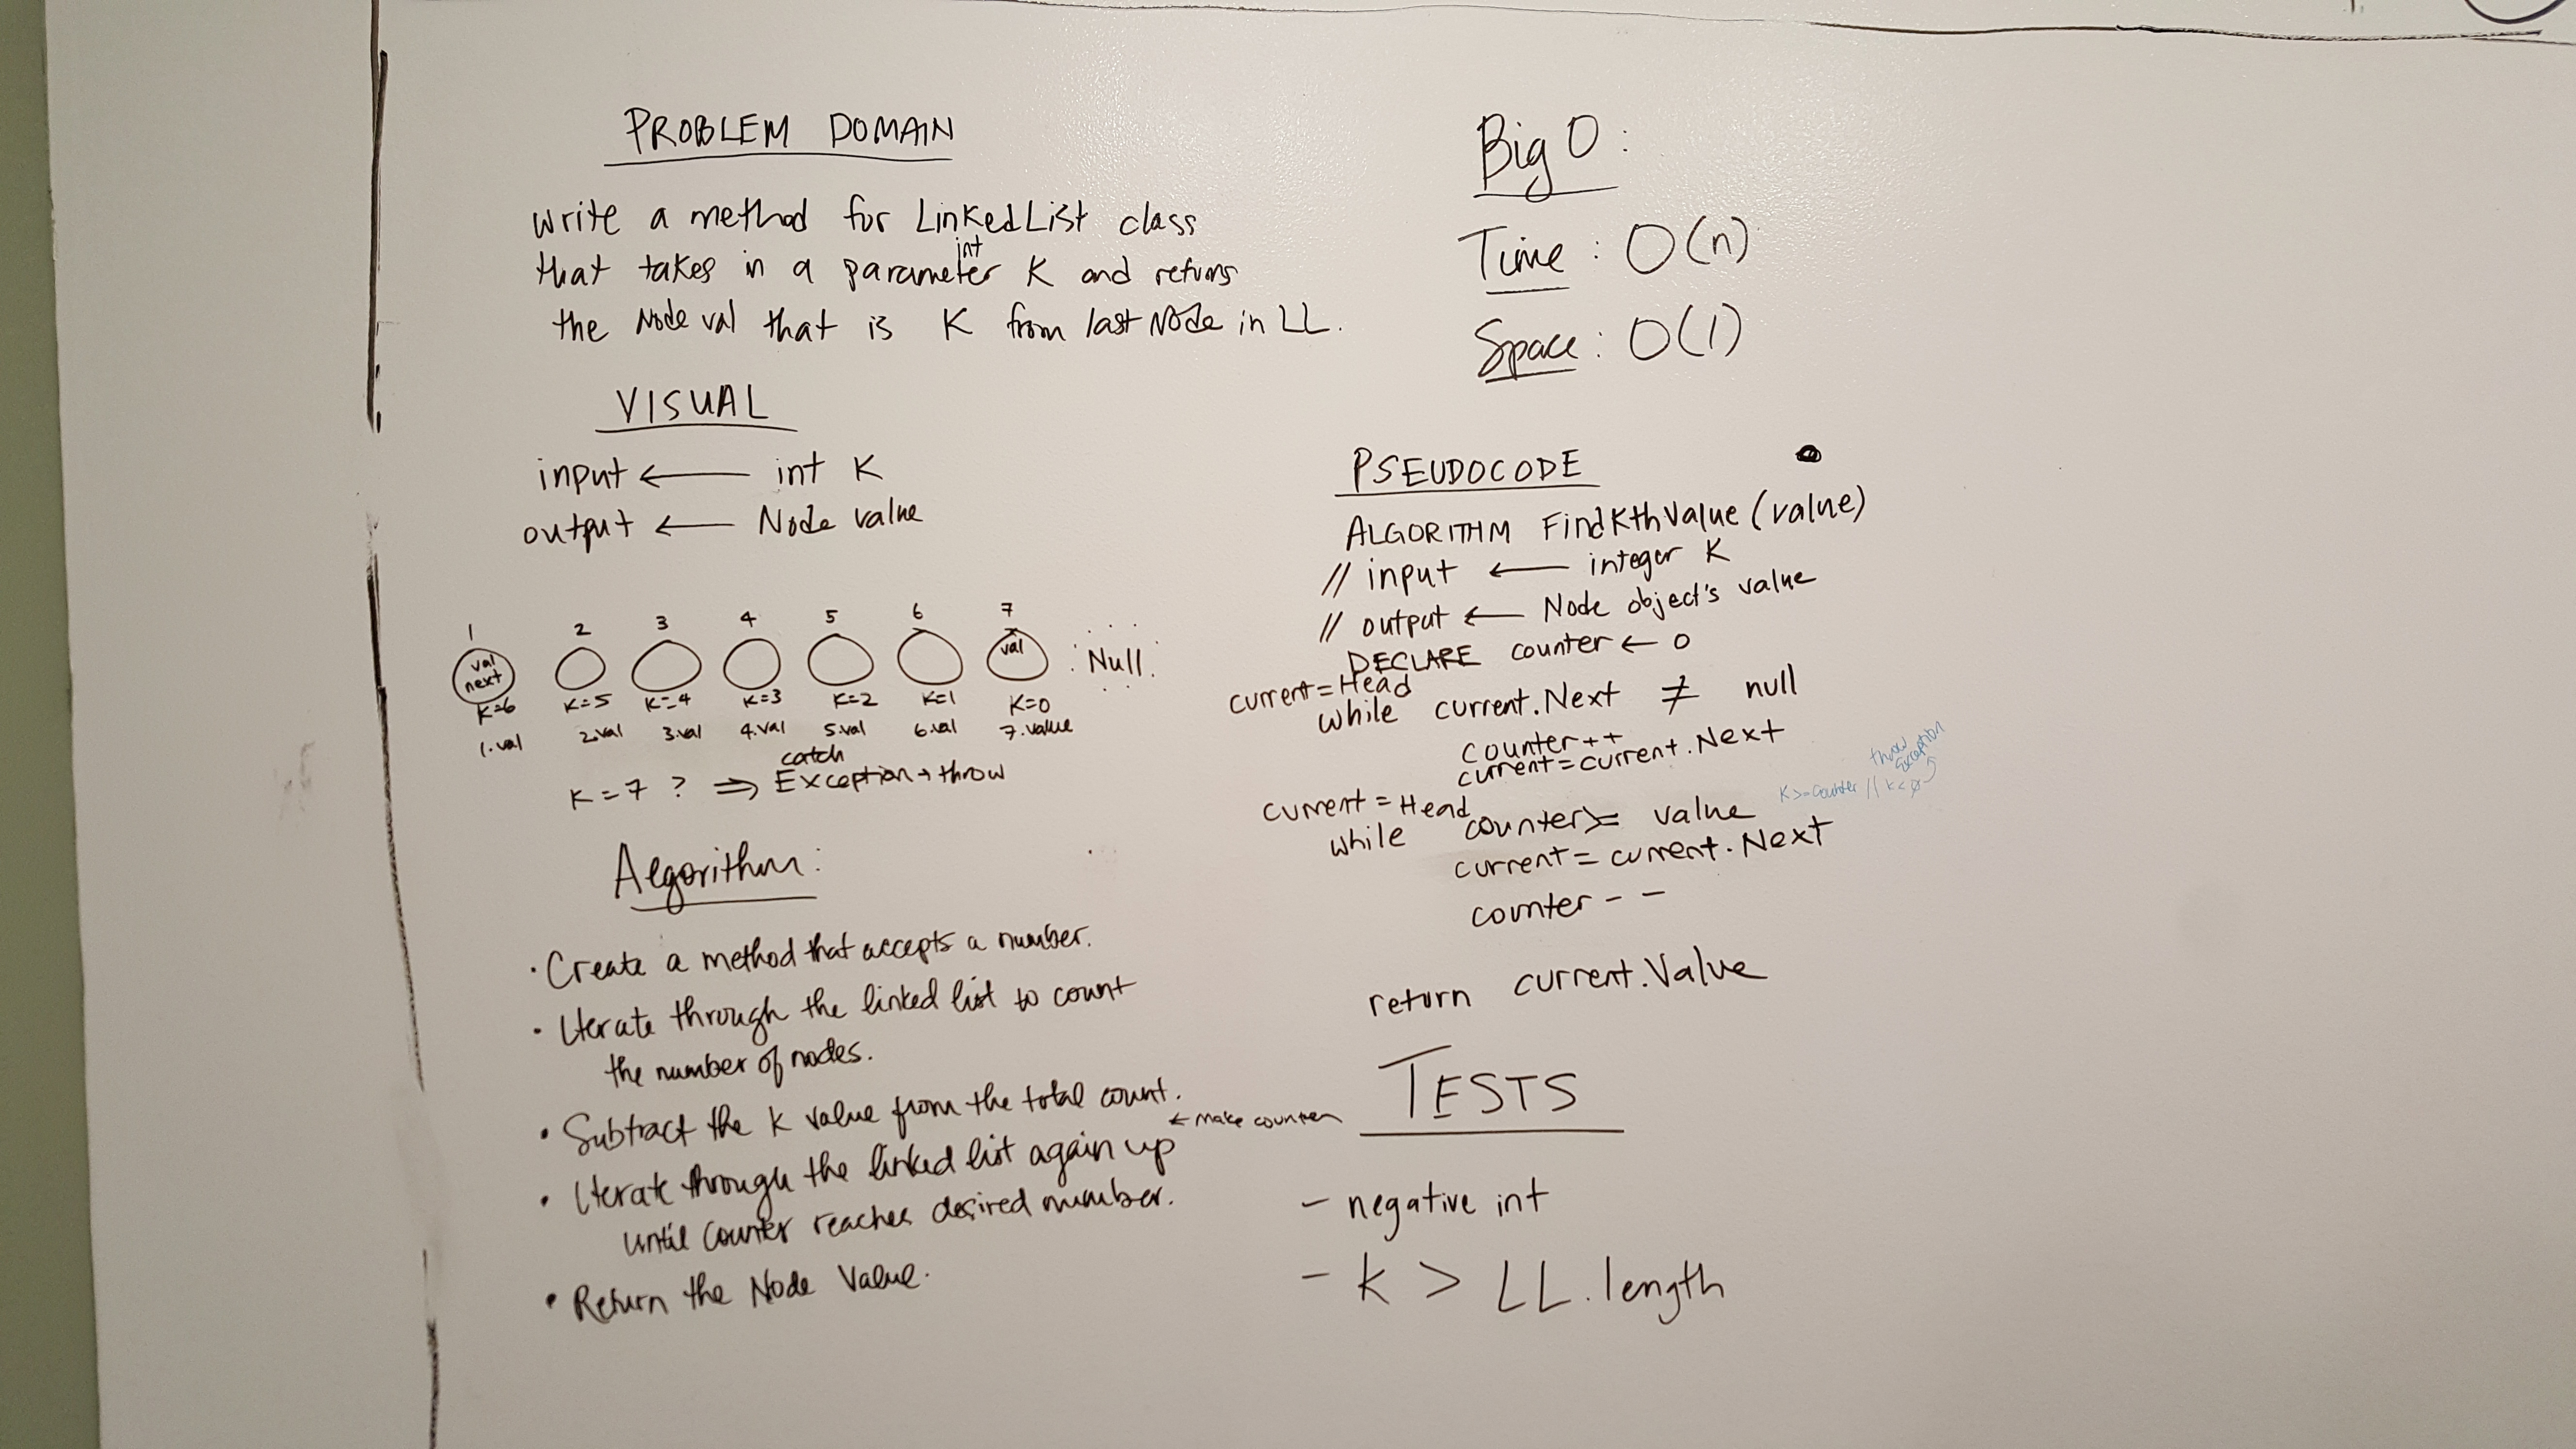 PROBLEM DOMAIN
write a method for LinkedList class
int
that takes in a parameter K and returns
the Node val that is K from last Node in LL.
VISUAL
input ← int K
output ← Node value
1 2 3 4 5 6 7
val next val Null
K=6 K=5 K=4 K=3 K=2 K=1 K=0
1.val 2.val 3.val 4.val 5.val 6.val 7.value
catch
K=7 ? ⇒ Exception → throw
Algorithm:
· Create a method that accepts a number.
· Iterate through the linked list to count
the number of nodes.
· Subtract the k value from the total count.
← make counter
· Iterate through the linked list again up
until counter reaches desired number.
· Return the Node Value.
Big O:
Time: O(n)
Space: O(1)
PSEUDOCODE
ALGORITHM FindKthValue (value)
// input ← integer K
// output ← Node object's value
DECLARE counter ← 0
current = Head
while current.Next ≠ null
counter++
current = current.Next
throw
exception
K>=counter || k<0
current = Head
while counter >= value
current = current.Next
counter - -
return current.Value
TESTS
- negative int
- k > LL.length